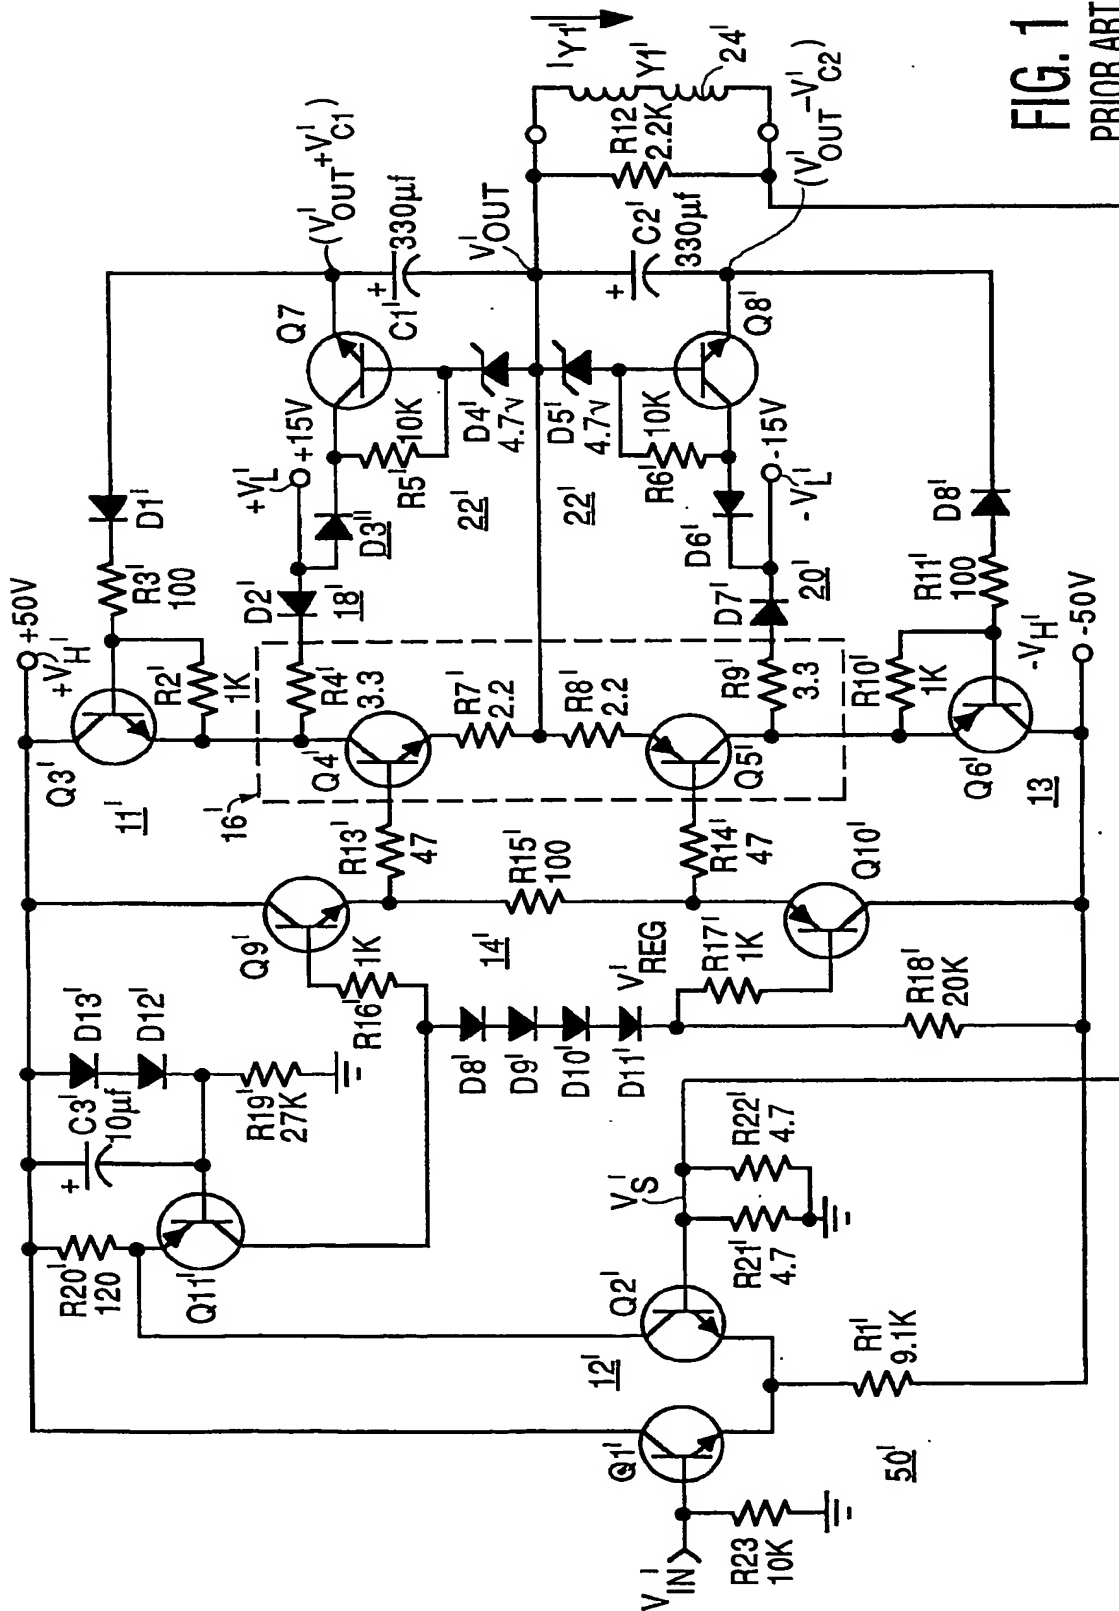 +50V
+V'H
Q3'
11'
R2'
1K
R3'
100
D1'
(V'OUT +V'C1)
Q7
C1'
+
330µf
+V'L
+15V
D2'
18'
D3"
R5'
10K
22'
D4'
4.7v
V'OUT
I Y1'
Y1'
24'
R12
2.2K
16'
R4'
3.3
Q4'
R7'
2.2
R8'
2.2
Q5'
R9'
3.3
D5'
4.7v
22'
R6'
10K
C2'
+
330µf
Q8'
(V'OUT -V'C2)
D6'
-15V
-V'L
D7'
20'
R10'
1K
R11'
100
D8'
Q6'
13
-V'H
-50V
D13'
D12'
C3'
+
10µf
R19'
27K
R20'
120
Q11'
Q9'
R16'
1K
R13'
47
14'
R15'
100
R14'
47
D8'
D9'
D10'
D11'
V'REG
R17'
1K
Q10'
R18'
20K
V'S
R21'
4.7
R22'
4.7
Q2'
12'
Q1'
R1'
9.1K
50'
V'IN
R23
10K
FIG. 1
PRIOR ART